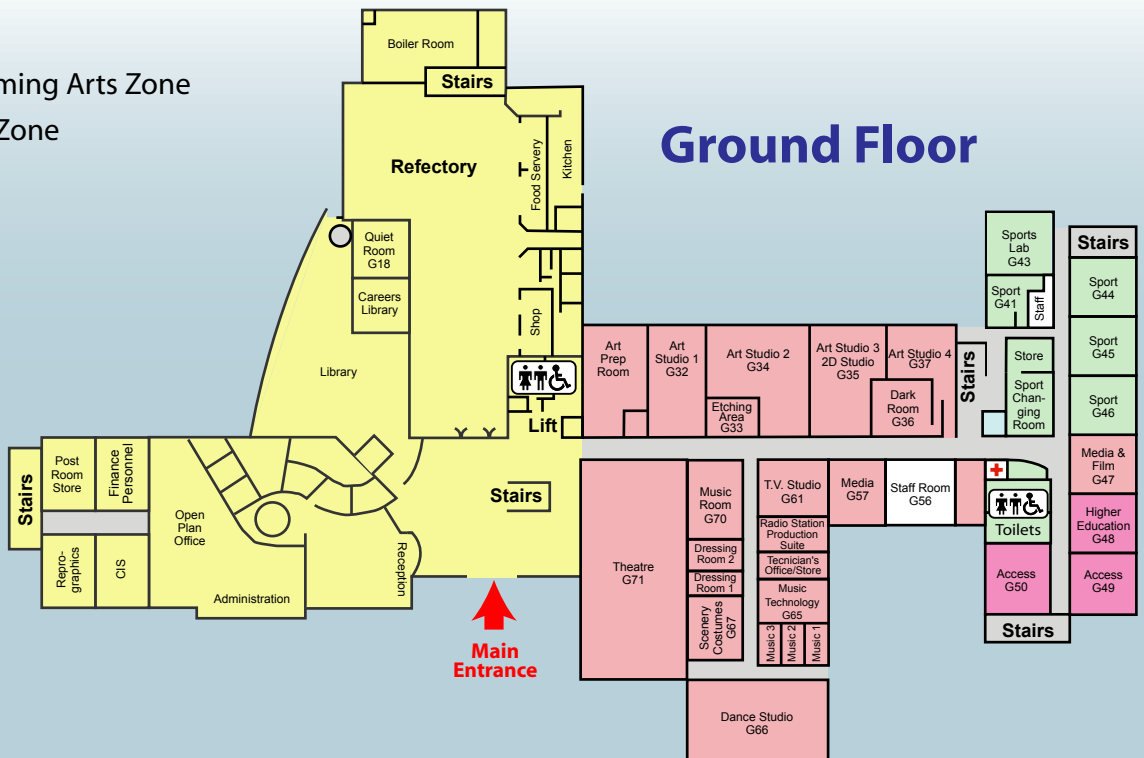 ming Arts Zone
Zone
Ground Floor
Boiler Room
Stairs
Refectory
Food Servery
Kitchen
Quiet
Room
G18
Careers
Library
Shop
Library
Lift
Stairs
Post
Room
Store
Finance
Personnel
Stairs
Open
Plan
Office
Repro-
graphics
CIS
Administration
Reception
Main
Entrance
Art
Prep
Room
Art
Studio 1
G32
Art Studio 2
G34
Etching
Area
G33
Art Studio 3
2D Studio
G35
Art Studio 4
G37
Dark
Room
G36
Stairs
Sports
Lab
G43
Sport
G41
Staff
Store
Sport
Chan-
ging
Room
Stairs
Sport
G44
Sport
G45
Sport
G46
Media &
Film
G47
Higher
Education
G48
Access
G49
Toilets
Access
G50
Stairs
Theatre
G71
Music
Room
G70
Dressing
Room 2
Dressing
Room 1
Scenery
Costumes
G67
T.V. Studio
G61
Radio Station
Production
Suite
Tecnician's
Office/Store
Music
Technology
G65
Music 3
Music 2
Music 1
Media
G57
Staff Room
G56
Dance Studio
G66